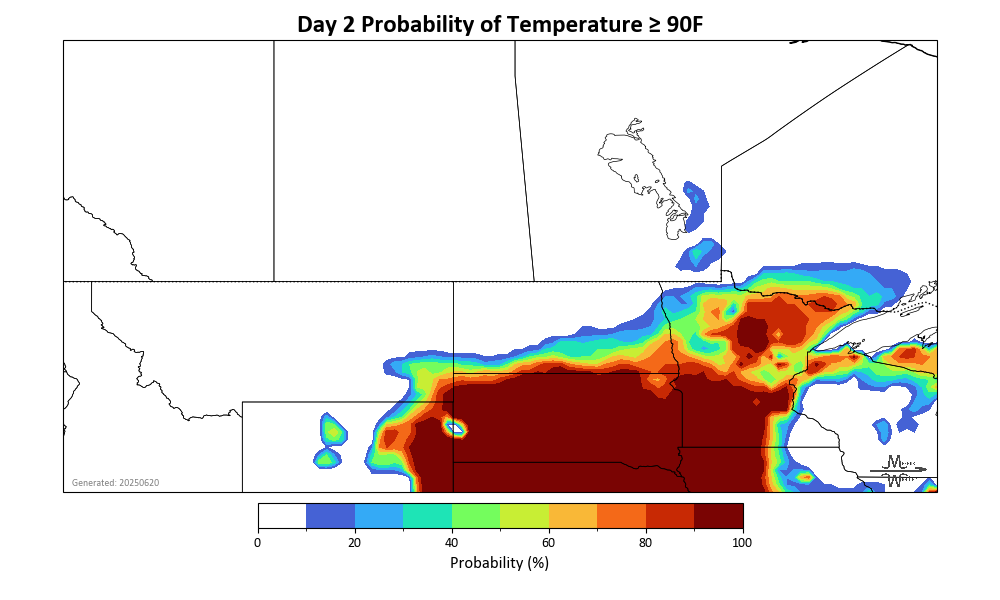 Day 2 Probability of Temperature ≥ 90F
Generated: 20250620
M
W
0 20 40 60 80 100
Probability (%)